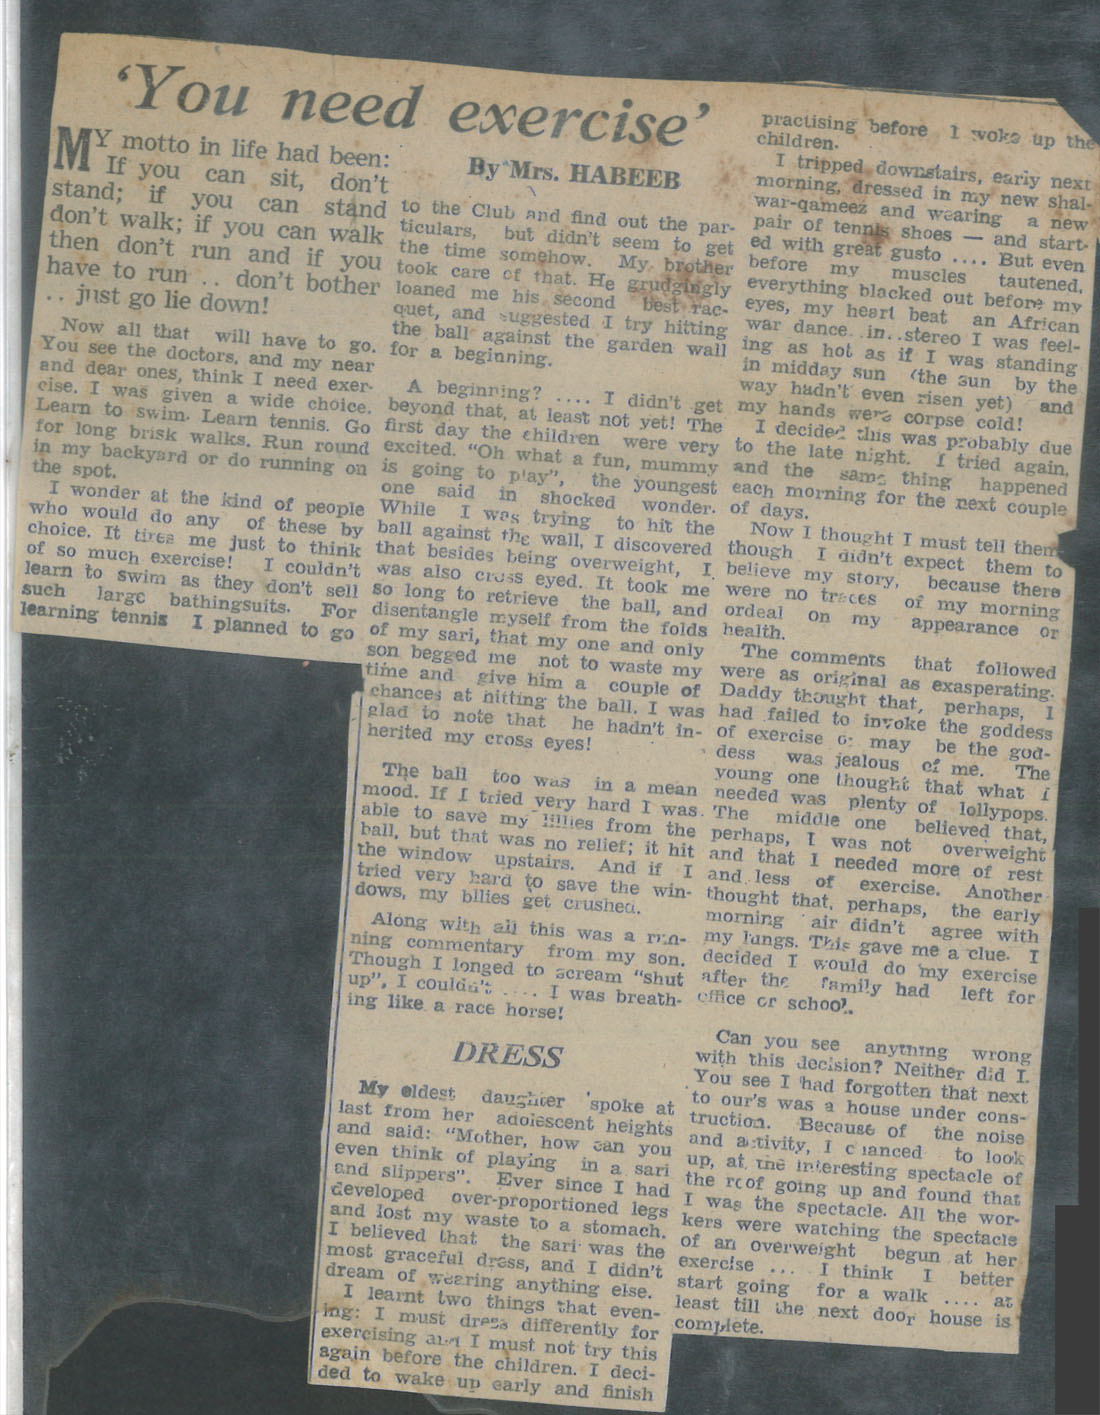 ‘You need exercise’
By Mrs. HABEEB
MY motto in life had been:
If you can sit, don't
stand; if you can stand
don't walk; if you can walk
then don't run and if you
have to run .. don't bother
.. just go lie down!
Now all that will have to go.
You see the doctors, and my near
and dear ones, think I need exer-
cise. I was given a wide choice.
Learn to swim. Learn tennis. Go
for long brisk walks. Run round
in my backyard or do running on
the spot.
I wonder at the kind of people
who would do any of these by
choice. It tires me just to think
of so much exercise! I couldn't
learn to swim as they don't sell
such large bathingsuits. For
learning tennis I planned to go
to the Club and find out the par-
ticulars, but didn't seem to get
the time somehow. My brother
took care of that. He grudgingly
loaned me his second best rac-
quet, and suggested I try hitting
the ball against the garden wall
for a beginning.
A beginning? .... I didn't get
beyond that, at least not yet! The
first day the children were very
excited. "Oh what a fun, mummy
is going to play", the youngest
one said in shocked wonder.
While I was trying to hit the
ball against the wall, I discovered
that besides being overweight, I
was also cross eyed. It took me
so long to retrieve the ball, and
disentangle myself from the folds
of my sari, that my one and only
son begged me not to waste my
time and give him a couple of
chances at hitting the ball. I was
glad to note that he hadn't in-
herited my cross eyes!
The ball too was in a mean
mood. If I tried very hard I was
able to save my lillies from the
ball, but that was no relief; it hit
the window upstairs. And if I
tried very hard to save the win-
dows, my lilies get crushed.
Along with all this was a run-
ning commentary from my son.
Though I longed to scream "shut
up", I couldn't .... I was breath-
ing like a race horse!
DRESS
My eldest daughter spoke at
last from her adolescent heights
and said: "Mother, how can you
even think of playing in a sari
and slippers". Ever since I had
developed over-proportioned legs
and lost my waste to a stomach.
I believed that the sari was the
most graceful dress, and I didn't
dream of wearing anything else.
I learnt two things that even-
ing: I must dress differently for
exercising and I must not try this
again before the children. I deci-
ded to wake up early and finish
practising before I woke up the
children.
I tripped downstairs, early next
morning, dressed in my new shal-
war-qameez and wearing a new
pair of tennis shoes — and start-
ed with great gusto .... But even
before my muscles tautened,
everything blacked out before my
eyes, my heart beat an African
war dance in stereo I was feel-
ing as hot as if I was standing
in midday sun (the sun by the
way hadn't even risen yet) and
my hands were corpse cold!
I decided this was probably due
to the late night. I tried again,
and the same thing happened
each morning for the next couple
of days.
Now I thought I must tell them
though I didn't expect them to
believe my story, because there
were no traces of my morning
ordeal on my appearance or
health.
The comments that followed
were as original as exasperating.
Daddy thought that, perhaps, I
had failed to invoke the goddess
of exercise or may be the god-
dess was jealous of me. The
young one thought that what I
needed was plenty of lollypops.
The middle one believed that,
perhaps, I was not overweight
and that I needed more of rest
and less of exercise. Another
thought that, perhaps, the early
morning air didn't agree with
my lungs. This gave me a clue. I
decided I would do my exercise
after the family had left for
office or school.
Can you see anything wrong
with this decision? Neither did I.
You see I had forgotten that next
to our's was a house under cons-
truction. Because of the noise
and activity, I chanced to look
up, at the interesting spectacle of
the roof going up and found that
I was the spectacle. All the wor-
kers were watching the spectacle
of an overweight begun at her
exercise ... I think I better
start going for a walk .... at
least till the next door house is
complete.